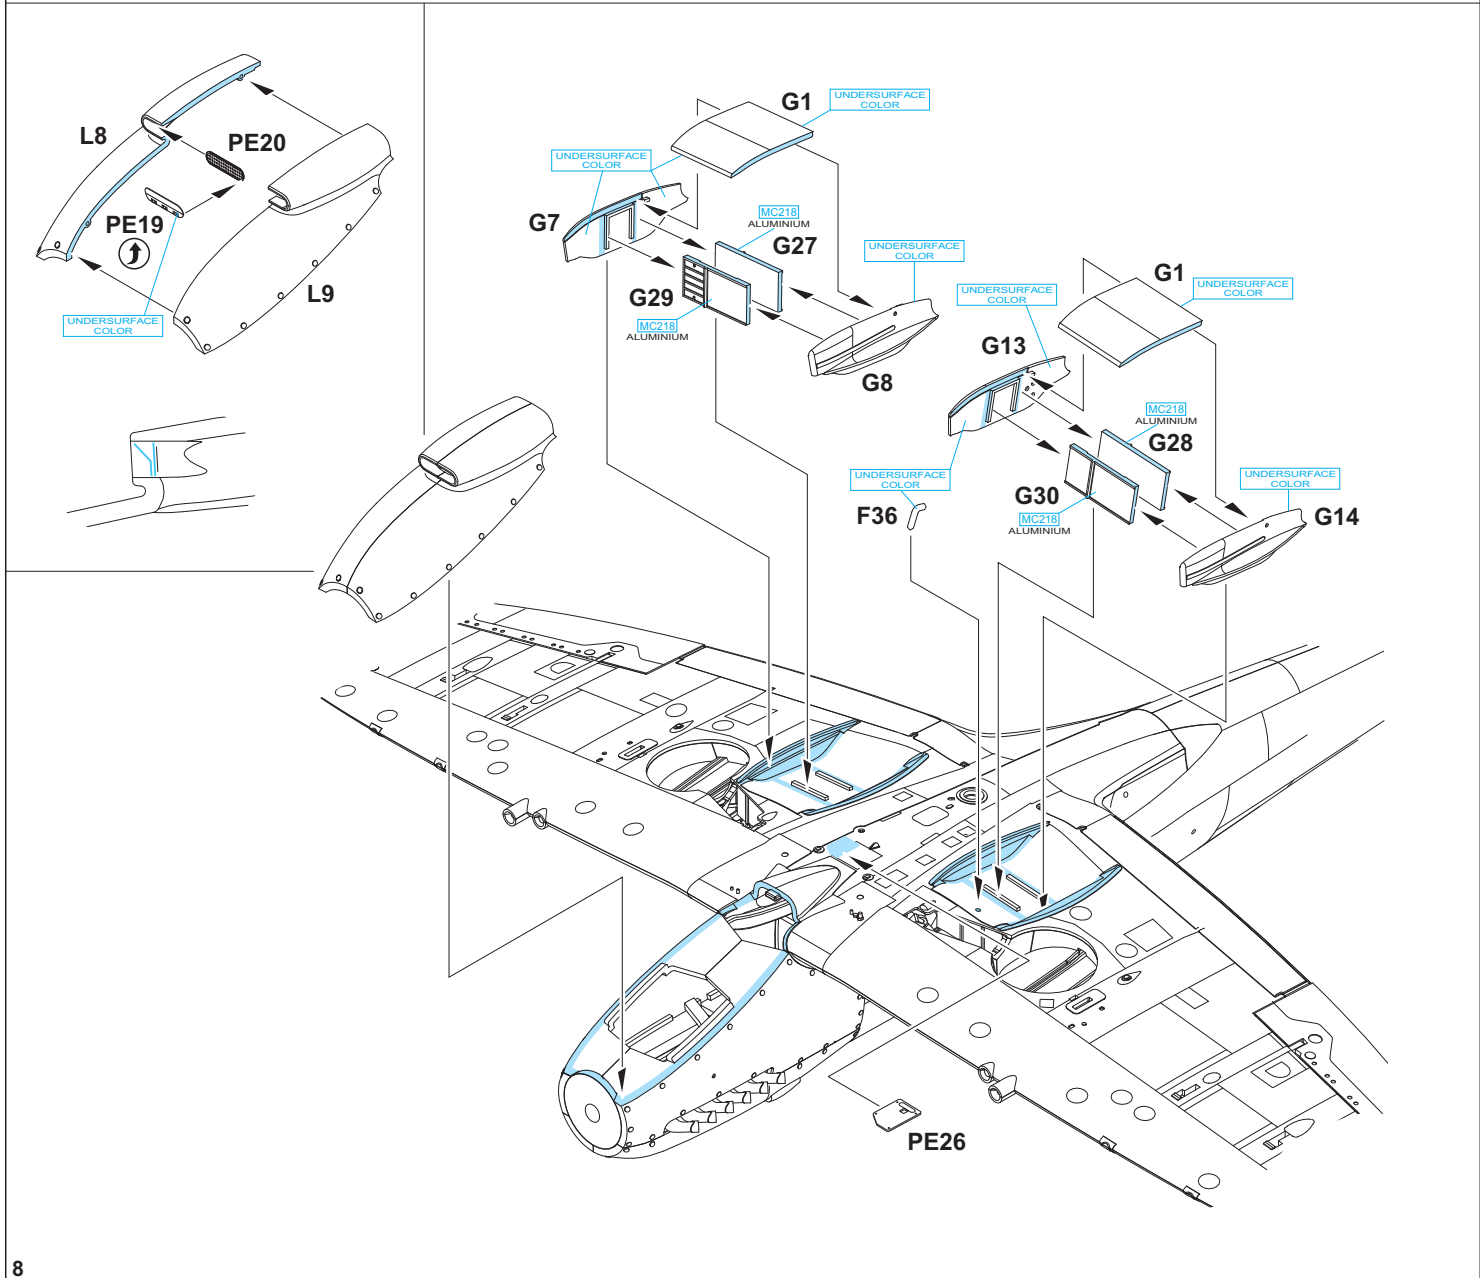 L8
PE20
PE19
UNDERSURFACE
COLOR
L9
G1
UNDERSURFACE
COLOR
UNDERSURFACE
COLOR
G7
MC218
ALUMINIUM
G27
G29
MC218
ALUMINIUM
UNDERSURFACE
COLOR
G8
G1
UNDERSURFACE
COLOR
UNDERSURFACE
COLOR
G13
MC218
ALUMINIUM
G28
UNDERSURFACE
COLOR
F36
G30
MC218
ALUMINIUM
UNDERSURFACE
COLOR
G14
PE26
8